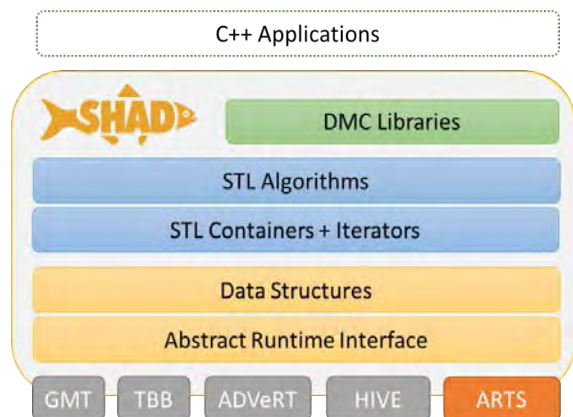 C++ Applications
SHAD
DMC Libraries
STL Algorithms
STL Containers + Iterators
Data Structures
Abstract Runtime Interface
GMT TBB ADVeRT HIVE ARTS